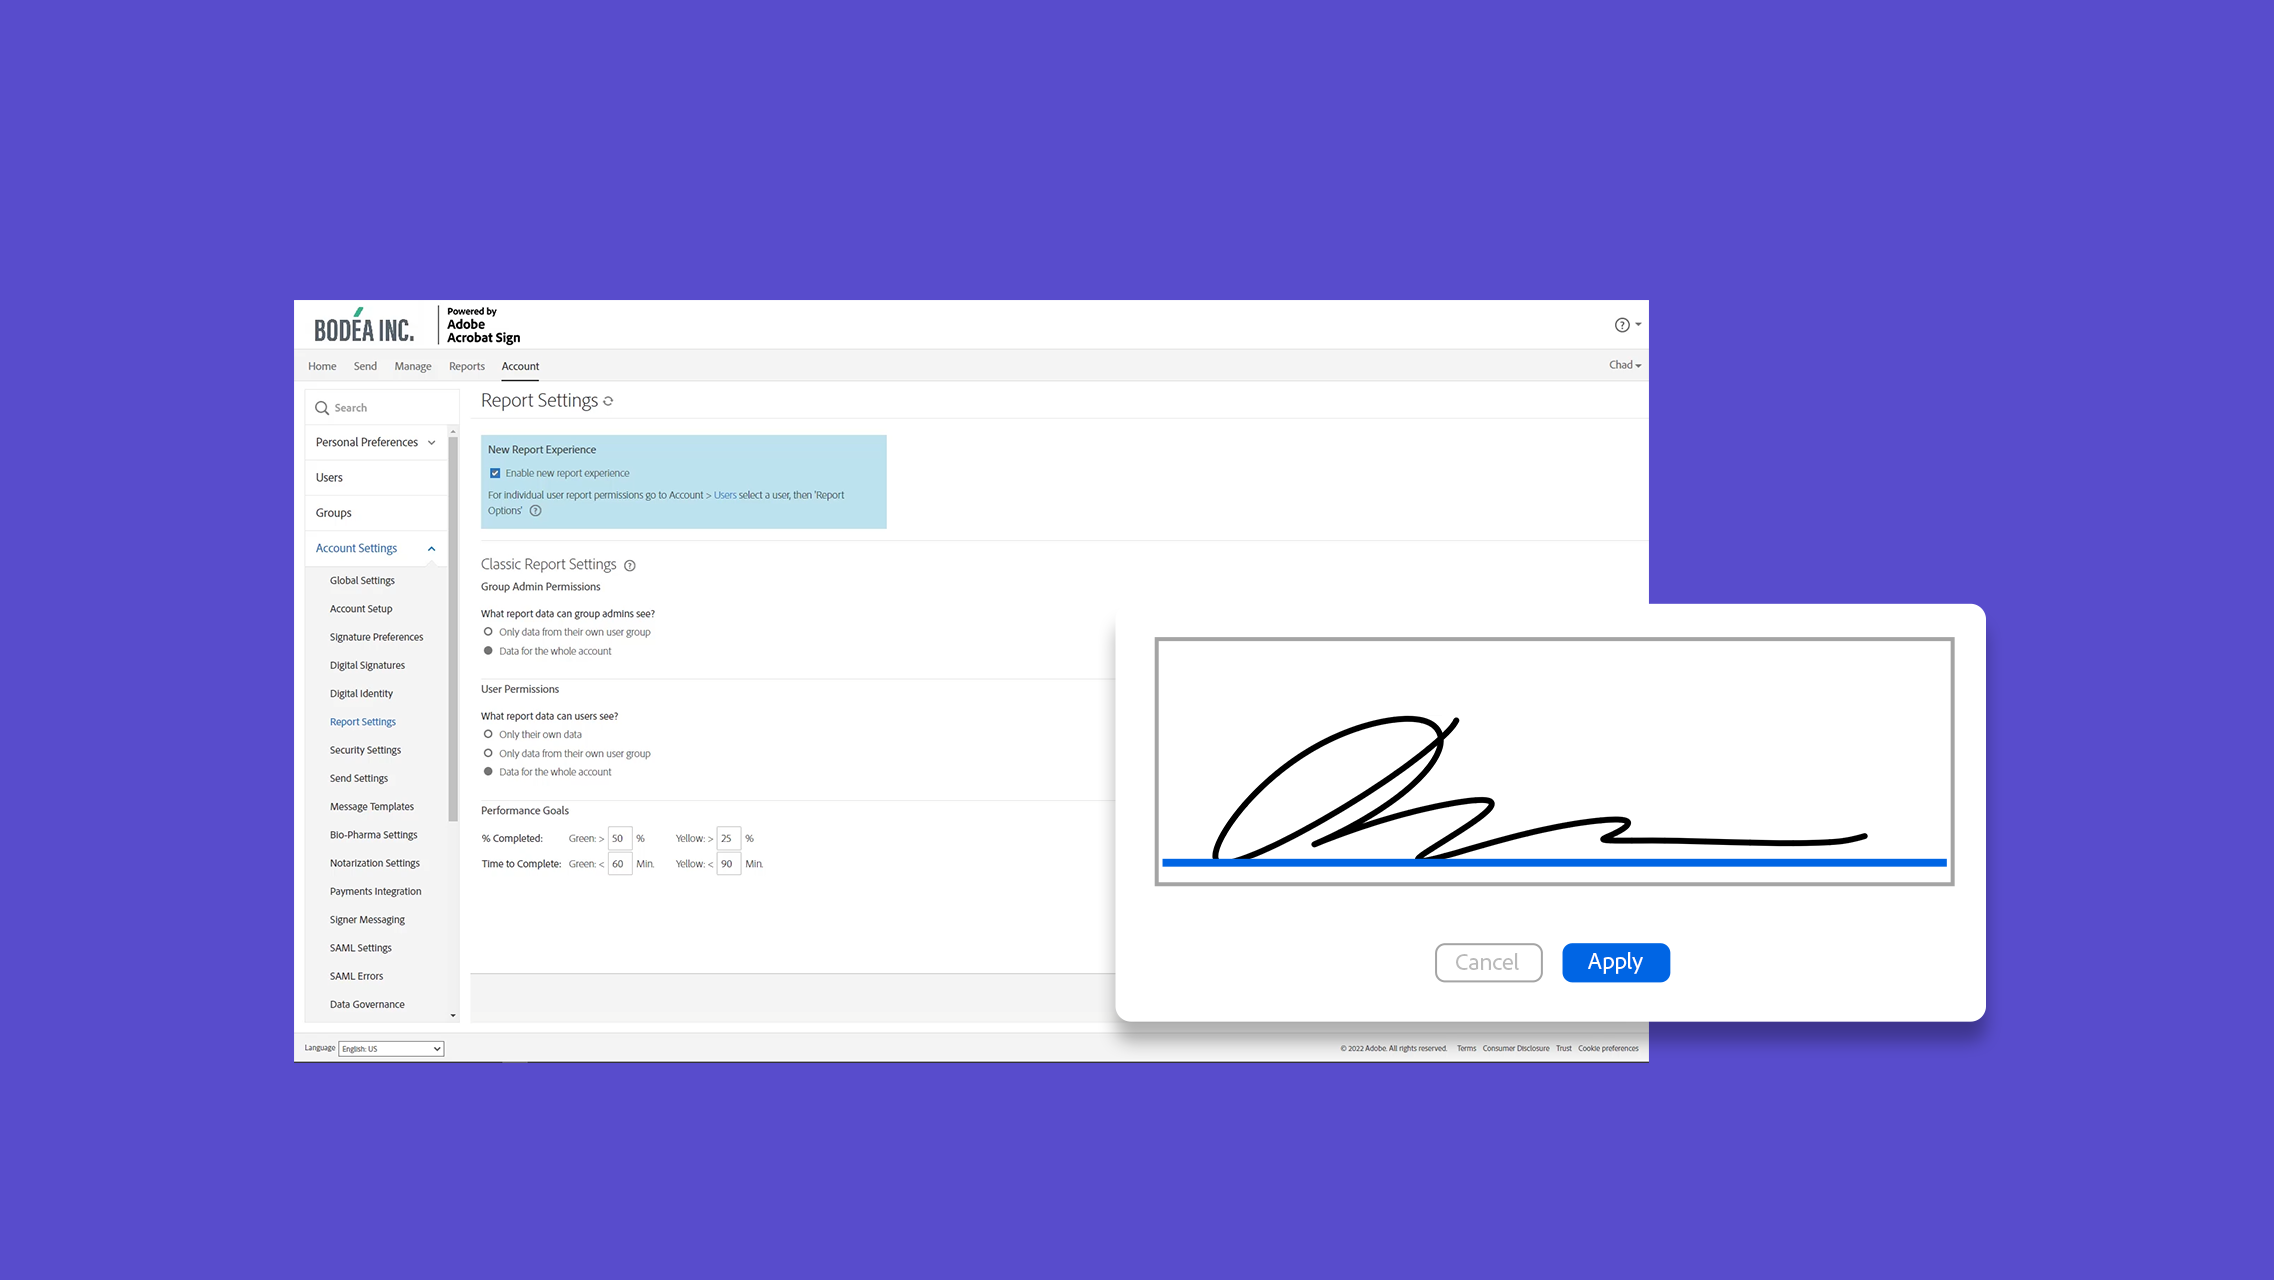 BODÉA INC.
Powered by
Adobe
Acrobat Sign
Home Send Manage Reports Account
Chad
Search
Personal Preferences
Users
Groups
Account Settings
Global Settings
Account Setup
Signature Preferences
Digital Signatures
Digital Identity
Report Settings
Security Settings
Send Settings
Message Templates
Bio-Pharma Settings
Notarization Settings
Payments Integration
Signer Messaging
SAML Settings
SAML Errors
Data Governance
Report Settings
New Report Experience
Enable new report experience
For individual user report permissions go to Account > Users select a user, then 'Report
Options'
Classic Report Settings
Group Admin Permissions
What report data can group admins see?
Only data from their own user group
Data for the whole account
User Permissions
What report data can users see?
Only their own data
Only data from their own user group
Data for the whole account
Performance Goals
% Completed: Green: > 50 % Yellow: > 25 %
Time to Complete: Green: < 60 Min. Yellow: < 90 Min.
Cancel Apply
Language English: US
© 2022 Adobe. All rights reserved. Terms Consumer Disclosure Trust Cookie preferences